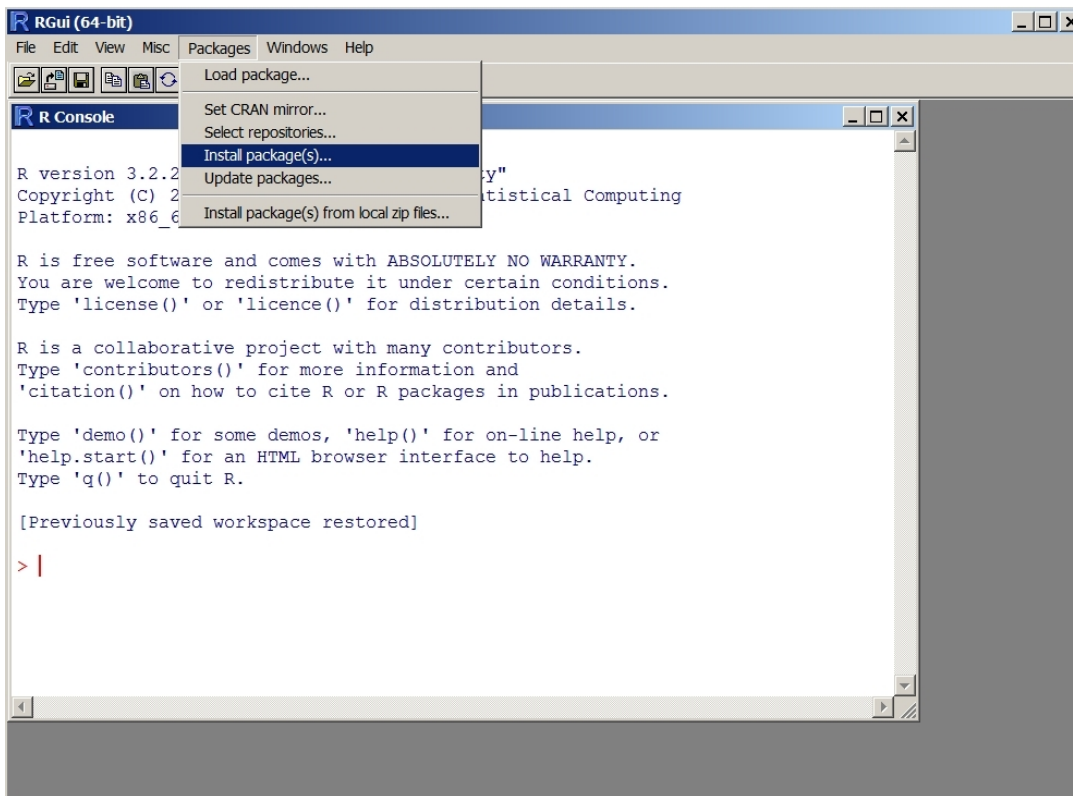 RGui (64-bit)
File Edit View Misc Packages Windows Help
Load package...
Set CRAN mirror...
Select repositories...
Install package(s)...
Update packages...
Install package(s) from local zip files...
R Console
R version 3.2.2 y"
Copyright (C) 2 tistical Computing
Platform: x86_6
R is free software and comes with ABSOLUTELY NO WARRANTY.
You are welcome to redistribute it under certain conditions.
Type 'license()' or 'licence()' for distribution details.
R is a collaborative project with many contributors.
Type 'contributors()' for more information and
'citation()' on how to cite R or R packages in publications.
Type 'demo()' for some demos, 'help()' for on-line help, or
'help.start()' for an HTML browser interface to help.
Type 'q()' to quit R.
[Previously saved workspace restored]
>